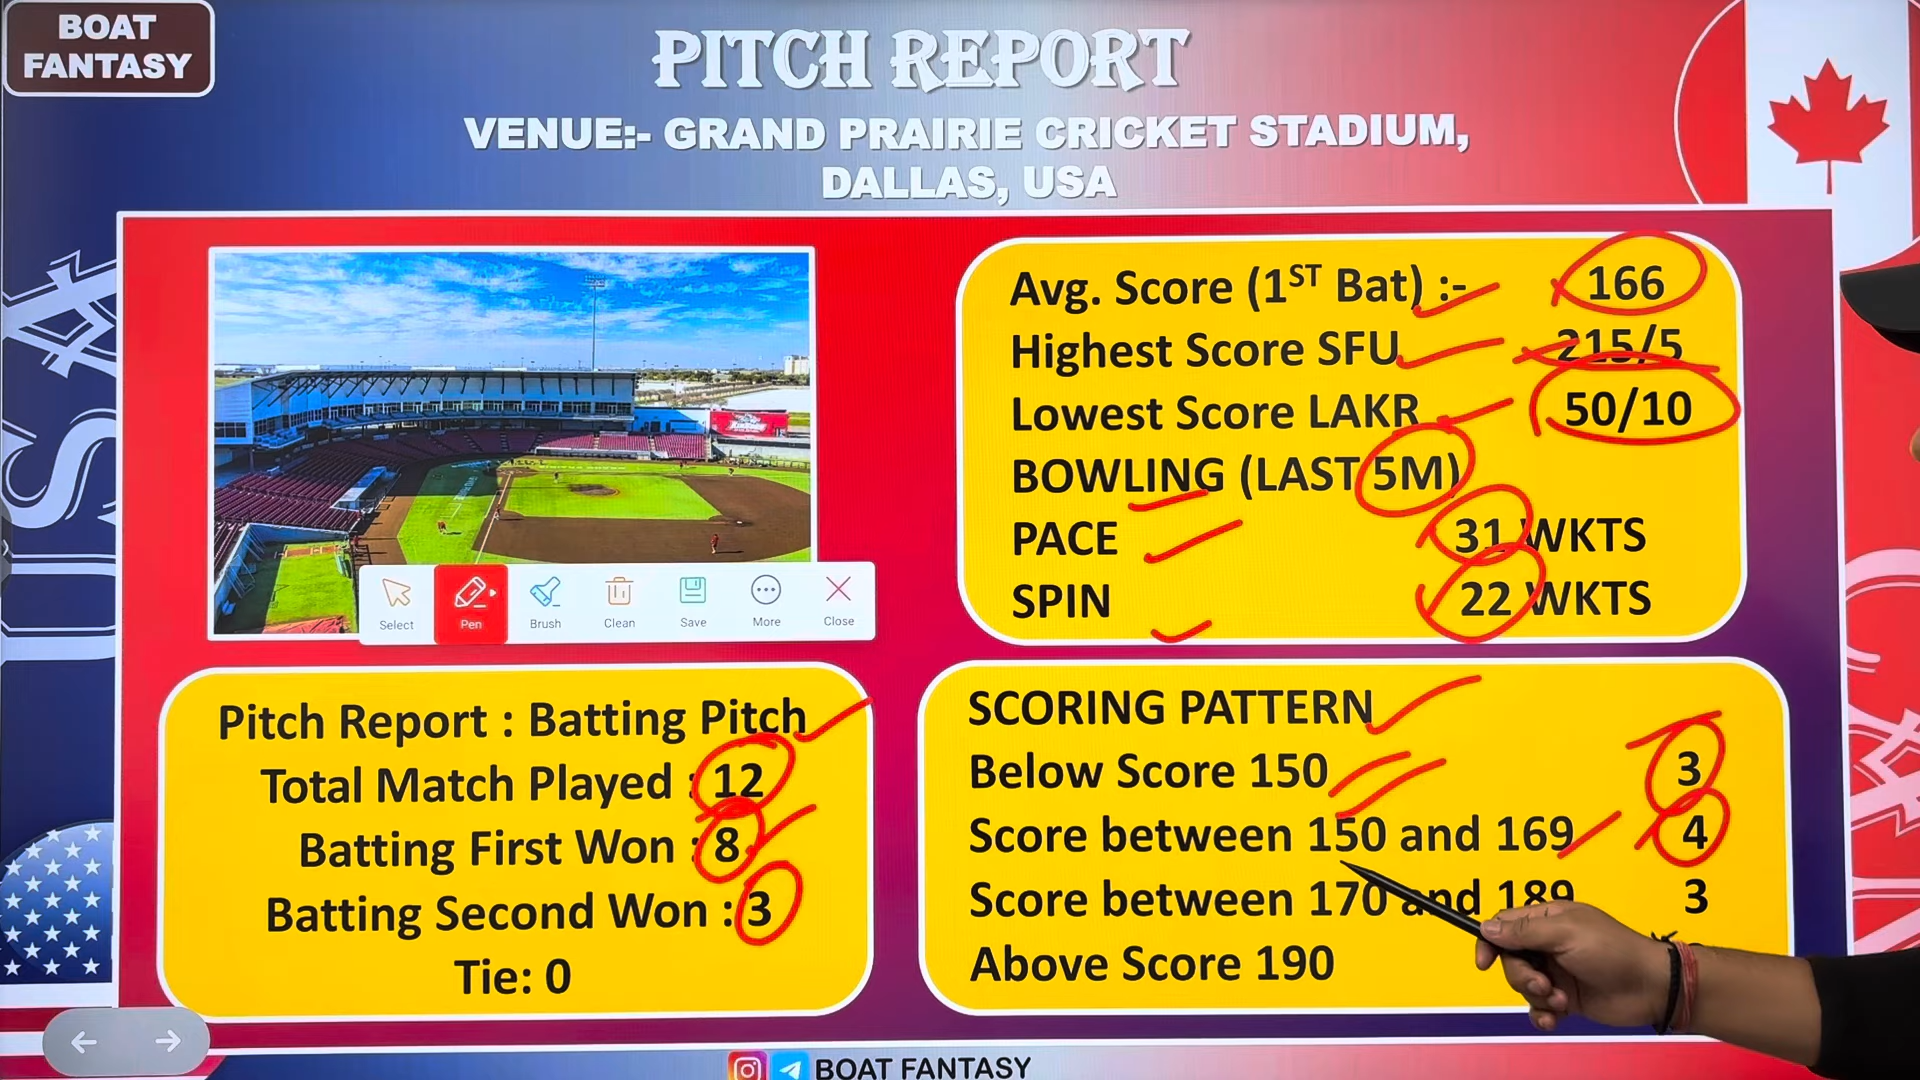 BOAT
FANTASY
PITCH REPORT
VENUE:- GRAND PRAIRIE CRICKET STADIUM,
DALLAS, USA
Avg. Score (1ST Bat) :- 166
Highest Score SFU 215/5
Lowest Score LAKR 50/10
BOWLING (LAST 5M)
PACE 31 WKTS
SPIN 22 WKTS
Select Pen Brush Clean Save More Close
Pitch Report : Batting Pitch
Total Match Played : 12
Batting First Won : 8
Batting Second Won : 3
Tie: 0
SCORING PATTERN
Below Score 150 3
Score between 150 and 169 4
Score between 170 and 189 3
Above Score 190
BOAT FANTASY
USA